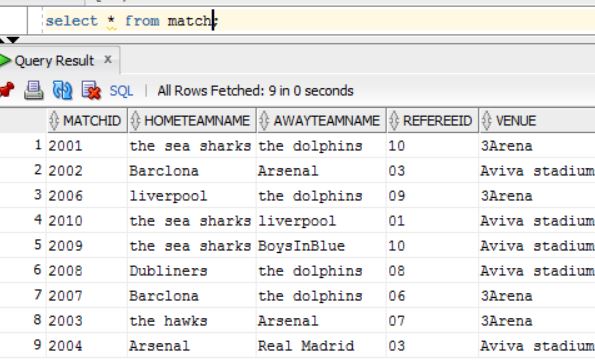 select * from match;
Query Result x
SQL | All Rows Fetched: 9 in 0 seconds
MATCHID HOMETEAMNAME AWAYTEAMNAME REFEREEID VENUE
1 2001 the sea sharks the dolphins 10 3Arena
2 2002 Barclona Arsenal 03 Aviva stadium
3 2006 liverpool the dolphins 09 3Arena
4 2010 the sea sharks liverpool 01 Aviva stadium
5 2009 the sea sharks BoysInBlue 10 Aviva stadium
6 2008 Dubliners the dolphins 08 Aviva stadium
7 2007 Barclona the dolphins 06 3Arena
8 2003 the hawks Arsenal 07 3Arena
9 2004 Arsenal Real Madrid 03 Aviva stadium